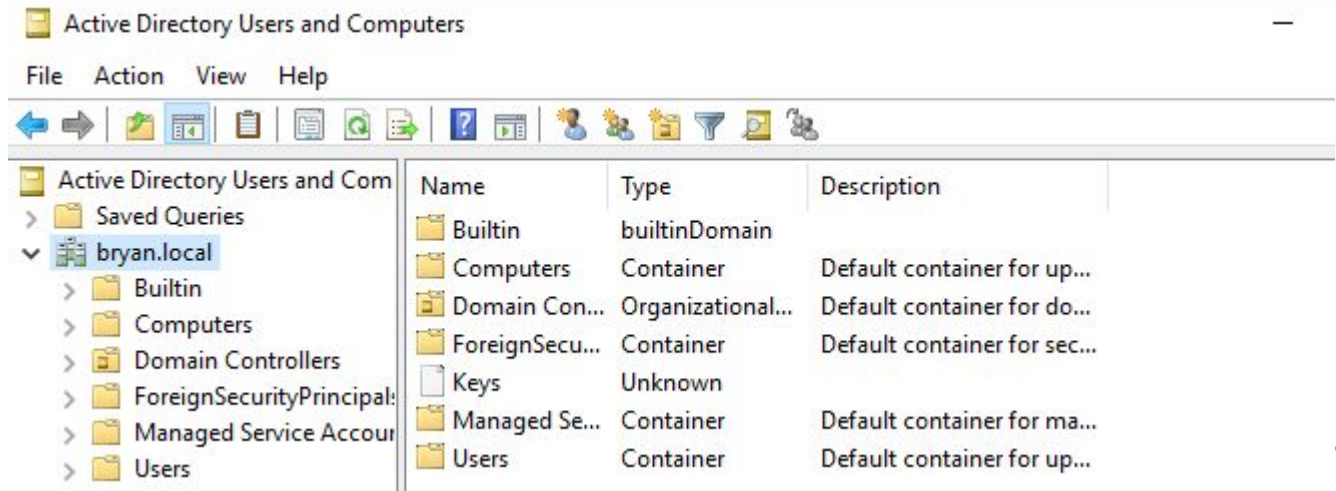 Active Directory Users and Computers
File Action View Help
Active Directory Users and Com
Saved Queries
bryan.local
Builtin
Computers
Domain Controllers
ForeignSecurityPrincipals
Managed Service Accour
Users
Name Type Description
Builtin builtinDomain
Computers Container Default container for up...
Domain Con... Organizational... Default container for do...
ForeignSecu... Container Default container for sec...
Keys Unknown
Managed Se... Container Default container for ma...
Users Container Default container for up...